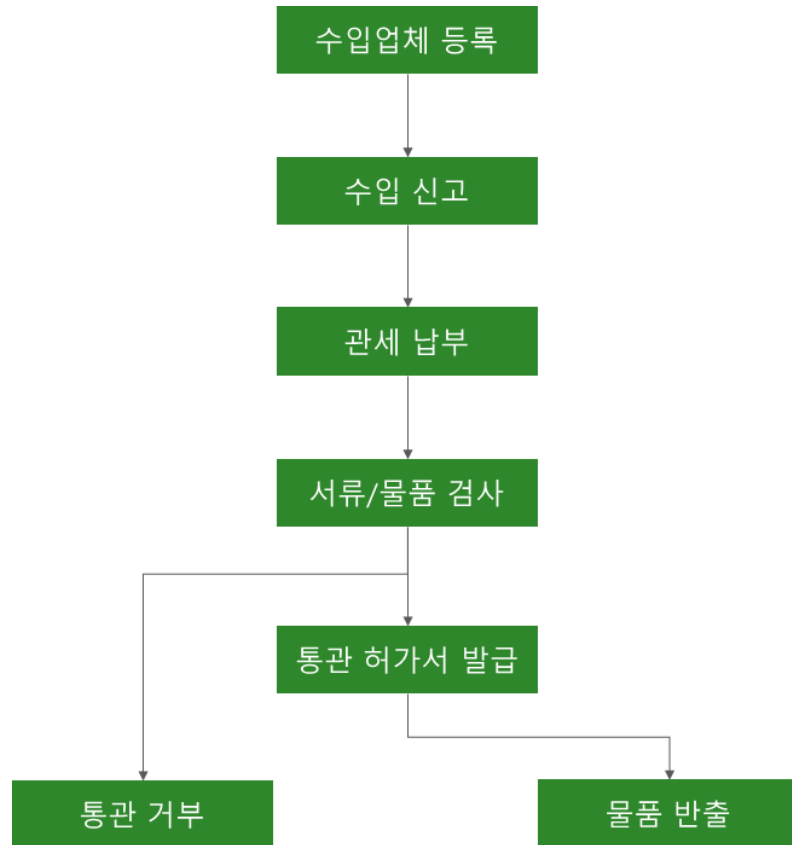 수입업체 등록
수입 신고
관세 납부
서류/물품 검사
통관 허가서 발급
통관 거부
물품 반출